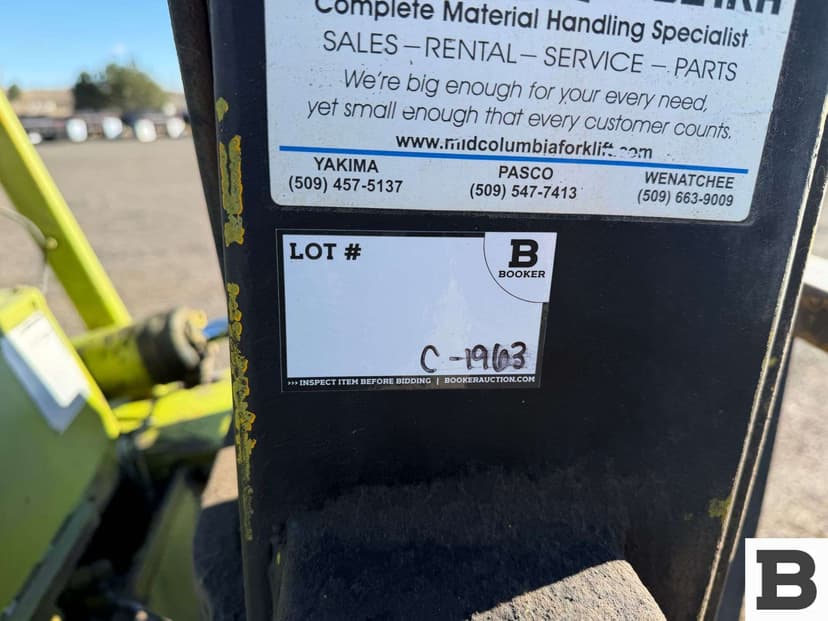 Complete Material Handling Specialist
SALES – RENTAL – SERVICE – PARTS
We're big enough for your every need,
yet small enough that every customer counts.
www.midcolumbiaforklift.com
YAKIMA PASCO WENATCHEE
(509) 457-5137 (509) 547-7413 (509) 663-9009
LOT #
B
BOOKER
C-1963
>>> INSPECT ITEM BEFORE BIDDING | BOOKERAUCTION.COM
B